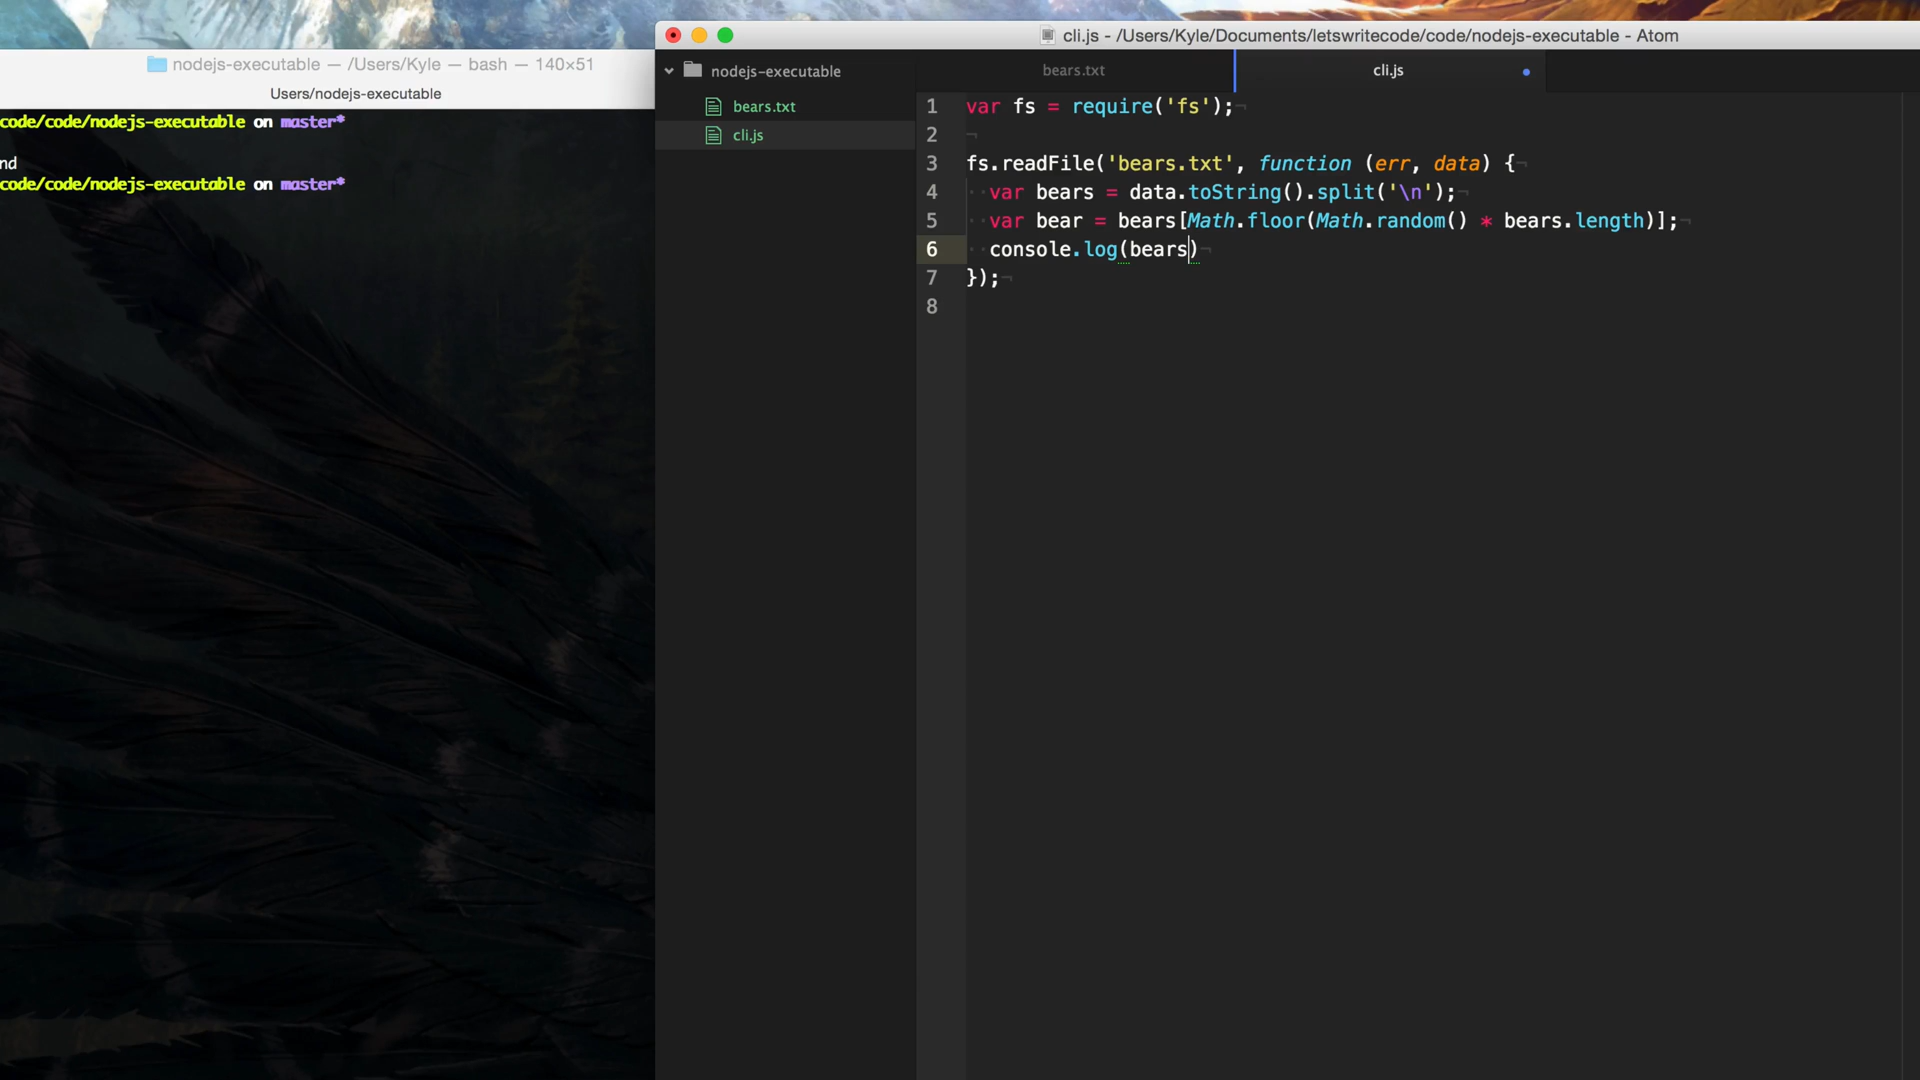 nodejs-executable — /Users/Kyle — bash — 140×51
Users/nodejs-executable
code/code/nodejs-executable on master*
nd
code/code/nodejs-executable on master*
cli.js - /Users/Kyle/Documents/letswritecode/code/nodejs-executable - Atom
nodejs-executable
bears.txt
cli.js
bears.txt
cli.js
1 var fs = require('fs');¬
2 ¬
3 fs.readFile('bears.txt', function (err, data) {¬
4 ··var bears = data.toString().split('\n');¬
5 ··var bear = bears[Math.floor(Math.random() * bears.length)];¬
6 ··console.log(bears)¬
7 });¬
8